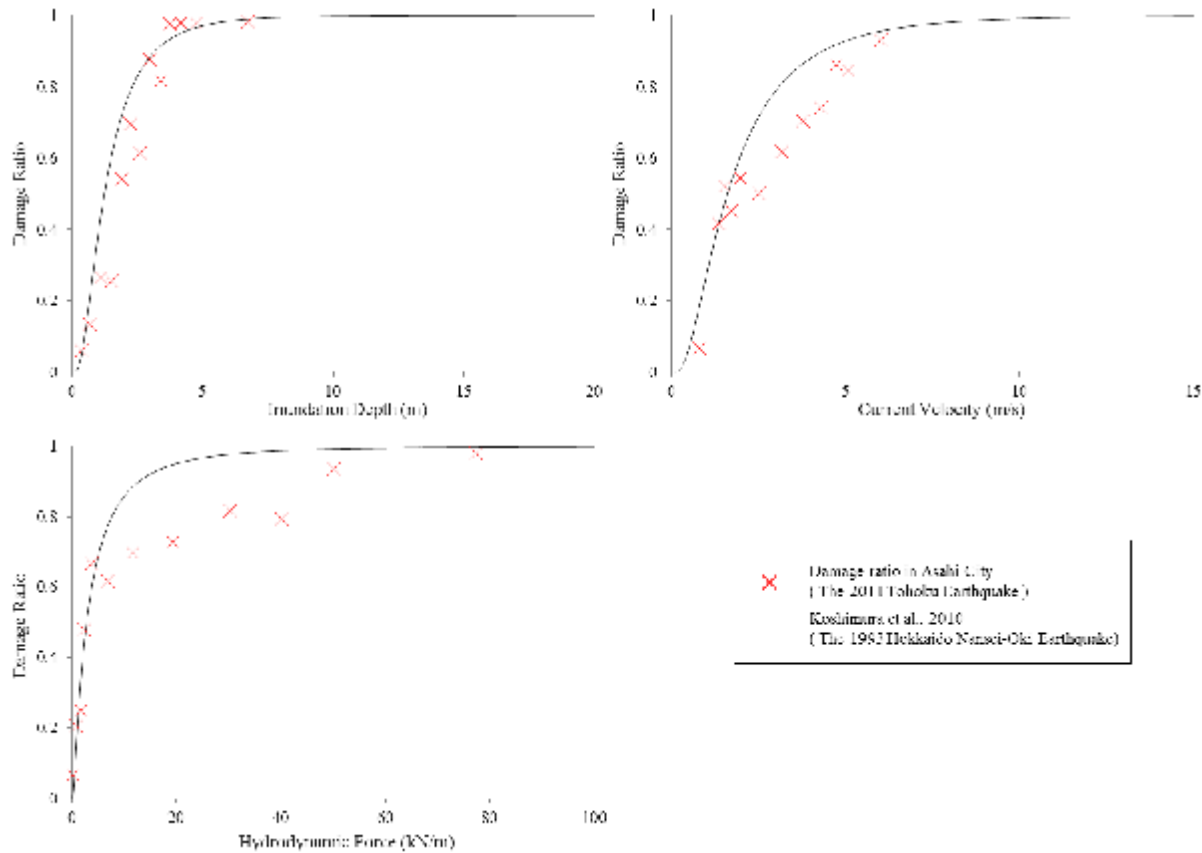 1
0.8
0.6
0.4
0.2
0
Damage Ratio
0 5 10 15 20
Inundation Depth (m)
1
0.8
0.6
0.4
0.2
0
Damage Ratio
0 5 10 15
Current Velocity (m/s)
1
0.8
0.6
0.4
0.2
0
Damage Ratio
0 20 40 60 80 100
Hydrodynamic Force (kN/m)
Damage ratio in Asahi City
( The 2011 Tohoku Earthquake )
Koshimura et al., 2010
( The 1993 Hokkaido Nansei-Oki Earthquake)